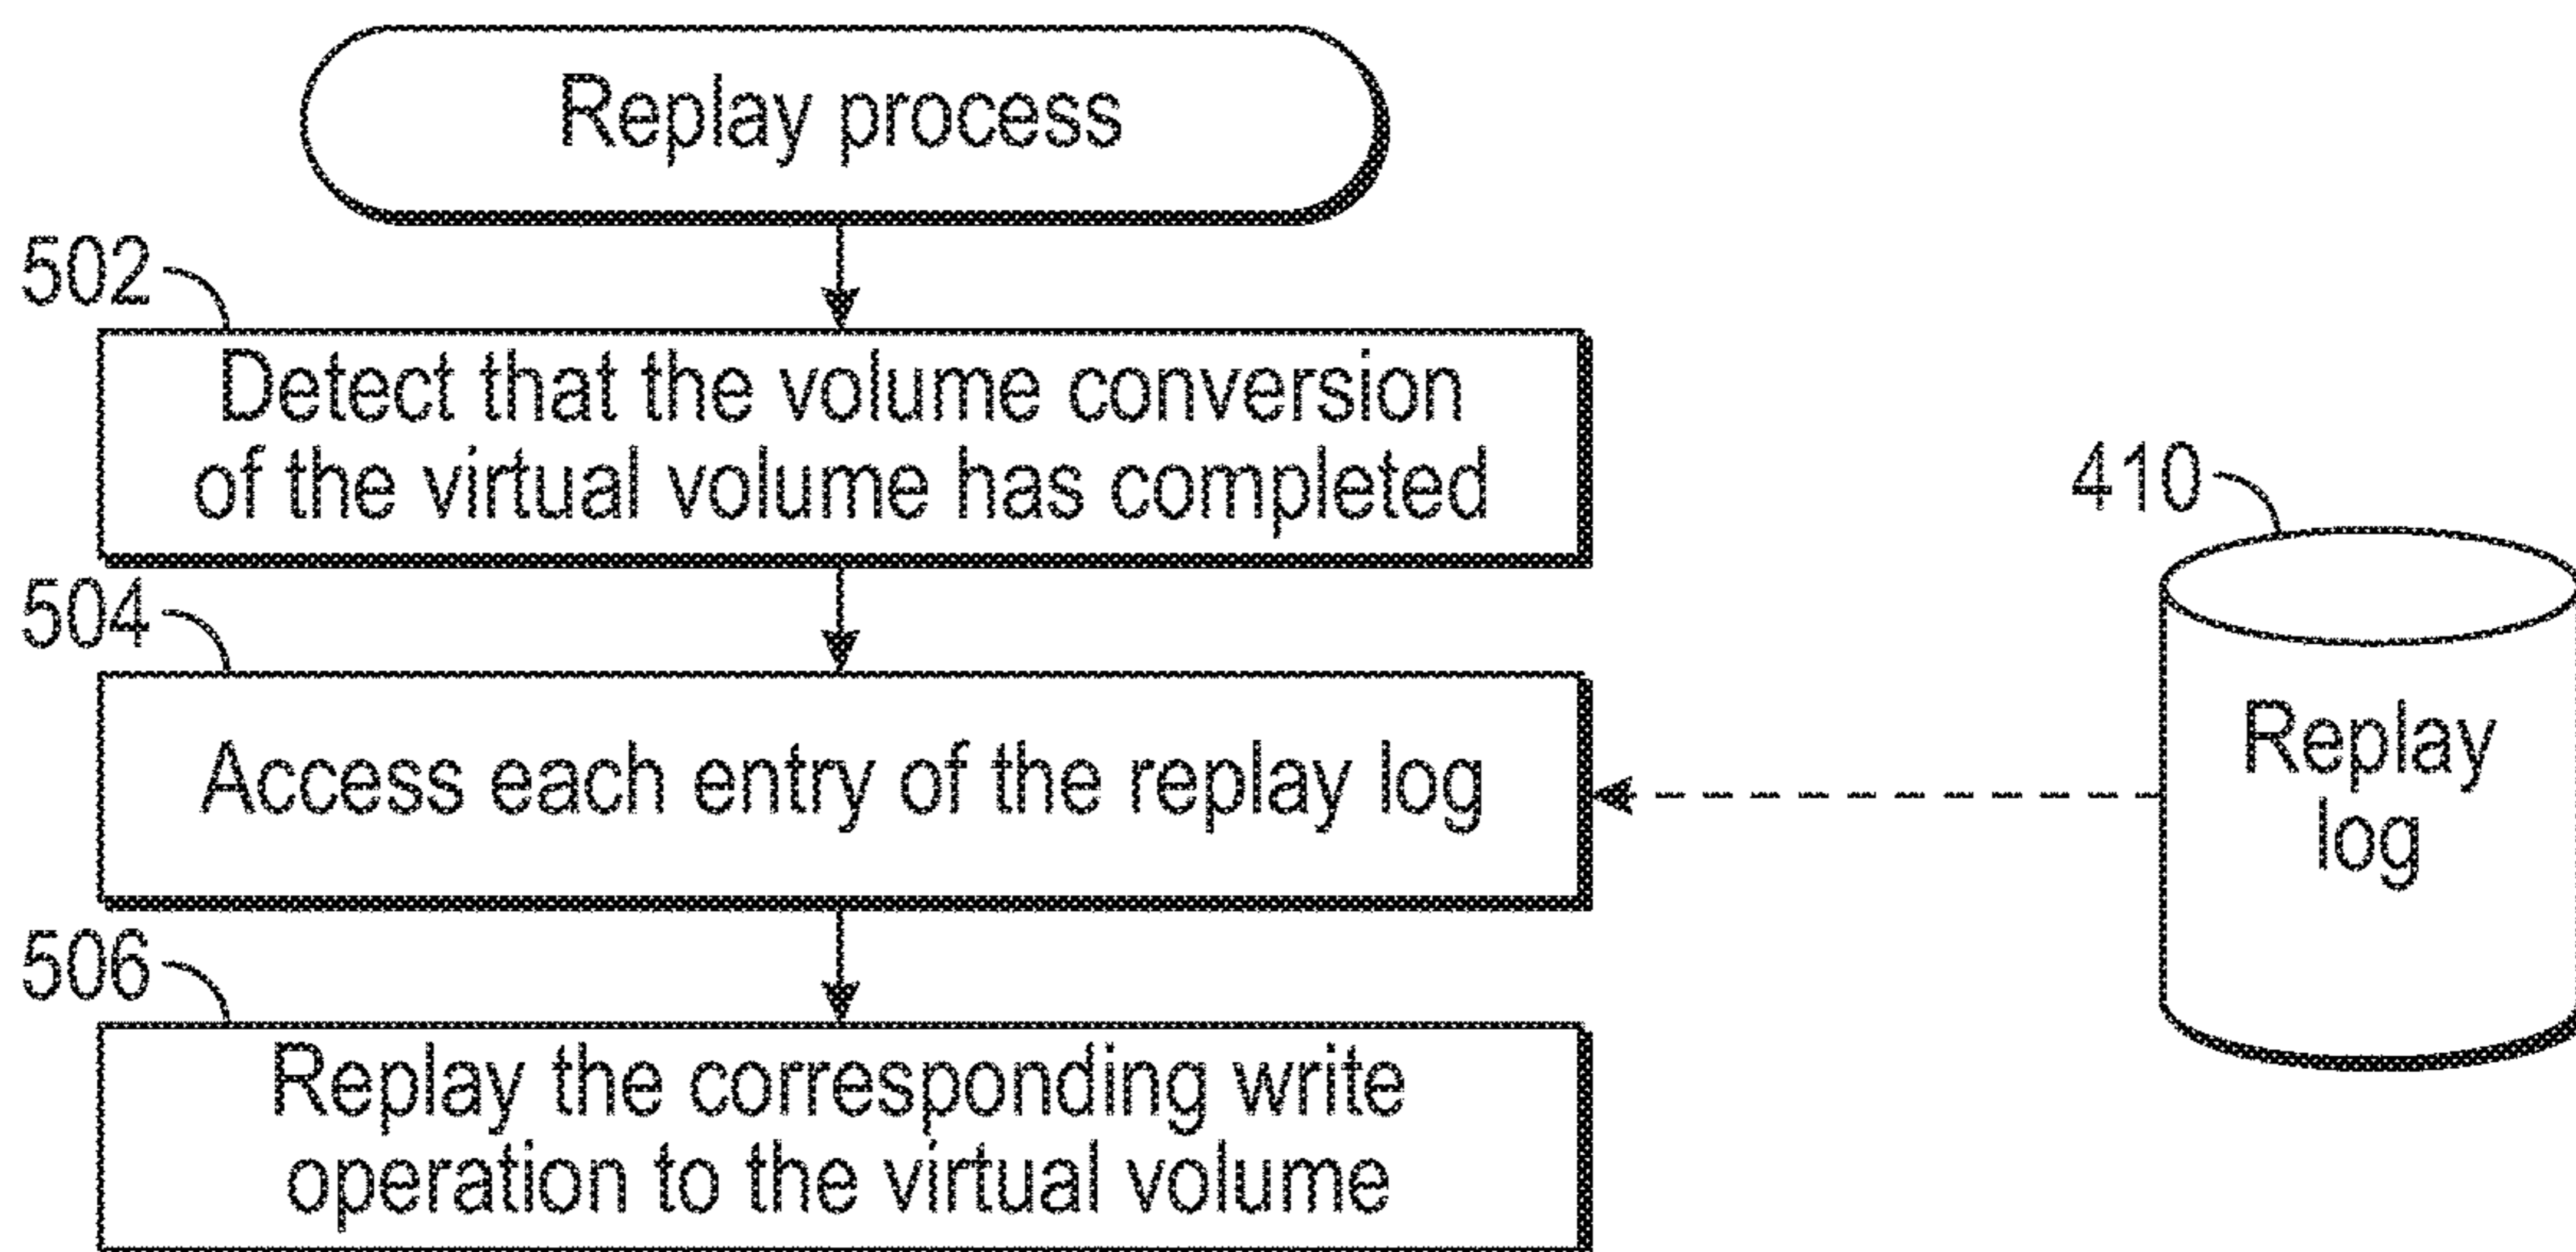 Replay process
502
Detect that the volume conversion
of the virtual volume has completed
410
504
Access each entry of the replay log
Replay
log
506
Replay the corresponding write
operation to the virtual volume